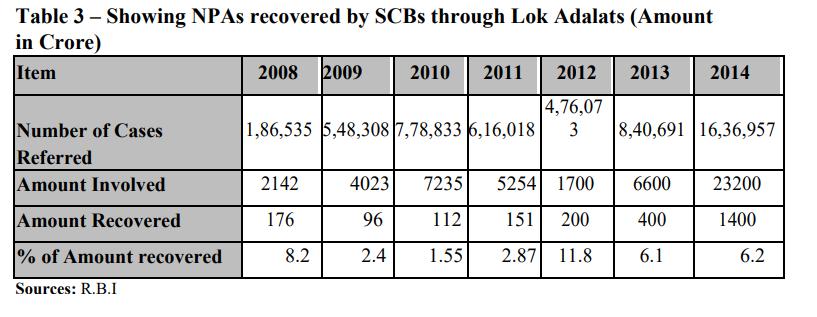 Table 3 – Showing NPAs recovered by SCBs through Lok Adalats (Amount
in Crore)
Item 2008 2009 2010 2011 2012 2013 2014
4,76,07
Number of Cases 1,86,535 5,48,308 7,78,833 6,16,018 3 8,40,691 16,36,957
Referred
Amount Involved 2142 4023 7235 5254 1700 6600 23200
Amount Recovered 176 96 112 151 200 400 1400
% of Amount recovered 8.2 2.4 1.55 2.87 11.8 6.1 6.2
Sources: R.B.I